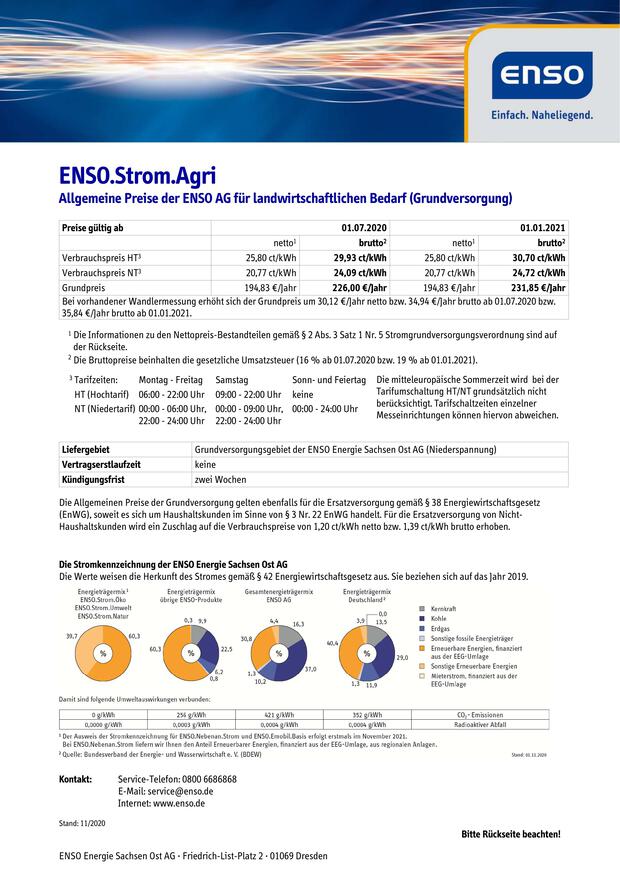 ENSO
Einfach. Naheliegend.
ENSO.Strom.Agri
Allgemeine Preise der ENSO AG für landwirtschaftlichen Bedarf (Grundversorgung)
Preise gültig ab 01.07.2020 01.01.2021
netto¹ brutto² netto¹ brutto²
Verbrauchspreis HT³ 25,80 ct/kWh 29,93 ct/kWh 25,80 ct/kWh 30,70 ct/kWh
Verbrauchspreis NT³ 20,77 ct/kWh 24,09 ct/kWh 20,77 ct/kWh 24,72 ct/kWh
Grundpreis 194,83 €/Jahr 226,00 €/Jahr 194,83 €/Jahr 231,85 €/Jahr
Bei vorhandener Wandlermessung erhöht sich der Grundpreis um 30,12 €/Jahr netto bzw. 34,94 €/Jahr brutto ab 01.07.2020 bzw.
35,84 €/Jahr brutto ab 01.01.2021.
¹ Die Informationen zu den Nettopreis-Bestandteilen gemäß § 2 Abs. 3 Satz 1 Nr. 5 Stromgrundversorgungsverordnung sind auf
der Rückseite.
² Die Bruttopreise beinhalten die gesetzliche Umsatzsteuer (16 % ab 01.07.2020 bzw. 19 % ab 01.01.2021).
³ Tarifzeiten: Montag - Freitag Samstag Sonn- und Feiertag
HT (Hochtarif) 06:00 - 22:00 Uhr 09:00 - 22:00 Uhr keine
NT (Niedertarif) 00:00 - 06:00 Uhr, 00:00 - 09:00 Uhr, 00:00 - 24:00 Uhr
22:00 - 24:00 Uhr 22:00 - 24:00 Uhr
Die mitteleuropäische Sommerzeit wird bei der
Tarifumschaltung HT/NT grundsätzlich nicht
berücksichtigt. Tarifschaltzeiten einzelner
Messeinrichtungen können hiervon abweichen.
Liefergebiet Grundversorgungsgebiet der ENSO Energie Sachsen Ost AG (Niederspannung)
Vertragserstlaufzeit keine
Kündigungsfrist zwei Wochen
Die Allgemeinen Preise der Grundversorgung gelten ebenfalls für die Ersatzversorgung gemäß § 38 Energiewirtschaftsgesetz
(EnWG), soweit es sich um Haushaltskunden im Sinne von § 3 Nr. 22 EnWG handelt. Für die Ersatzversorgung von Nicht-
Haushaltskunden wird ein Zuschlag auf die Verbrauchspreise von 1,20 ct/kWh netto bzw. 1,39 ct/kWh brutto erhoben.
Die Stromkennzeichnung der ENSO Energie Sachsen Ost AG
Die Werte weisen die Herkunft des Stromes gemäß § 42 Energiewirtschaftsgesetz aus. Sie beziehen sich auf das Jahr 2019.
Energieträgermix¹
ENSO.Strom.Öko
ENSO.Strom.Umwelt
ENSO.Strom.Natur
39,7 60,3
%
Energieträgermix
übrige ENSO-Produkte
0,3 9,9
60,3 22,5
%
6,2
0,8
Gesamtenergieträgermix
ENSO AG
4,4 16,3
30,8
%
37,0
1,3
10,2
Energieträgermix
Deutschland²
0,0
3,9 13,5
40,4
%
29,0
1,3 11,9
Kernkraft
Kohle
Erdgas
Sonstige fossile Energieträger
Erneuerbare Energien, finanziert
aus der EEG-Umlage
Sonstige Erneuerbare Energien
Mieterstrom, finanziert aus der
EEG-Umlage
Damit sind folgende Umweltauswirkungen verbunden:
0 g/kWh 256 g/kWh 421 g/kWh 352 g/kWh CO₂- Emissionen
0,0000 g/kWh 0,0003 g/kWh 0,0004 g/kWh 0,0004 g/kWh Radioaktiver Abfall
¹ Der Ausweis der Stromkennzeichnung für ENSO.Nebenan.Strom und ENSO.Emobil.Basis erfolgt erstmals im November 2021.
Bei ENSO.Nebenan.Strom liefern wir Ihnen den Anteil Erneuerbarer Energien, finanziert aus der EEG-Umlage, aus regionalen Anlagen.
² Quelle: Bundesverband der Energie- und Wasserwirtschaft e. V. (BDEW) Stand: 01.11.2020
Kontakt: Service-Telefon: 0800 6686868
E-Mail: service@enso.de
Internet: www.enso.de
Stand: 11/2020
Bitte Rückseite beachten!
ENSO Energie Sachsen Ost AG · Friedrich-List-Platz 2 · 01069 Dresden